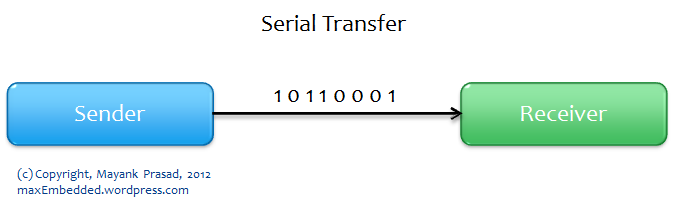 Serial Transfer
1 0 1 1 0 0 0 1
Sender
Receiver
(c) Copyright, Mayank Prasad, 2012
maxEmbedded.wordpress.com